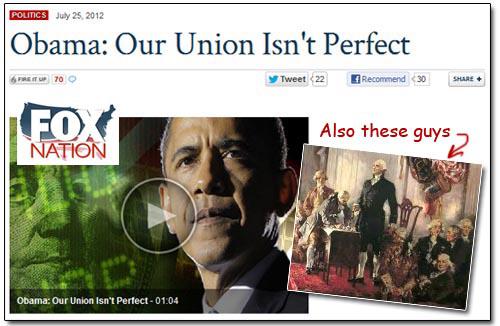 POLITICS July 25, 2012
Obama: Our Union Isn't Perfect
FIRE IT UP 70 Tweet 22 Recommend 30 SHARE +
FOX
NATION
Also these guys
Obama: Our Union Isn't Perfect - 01:04